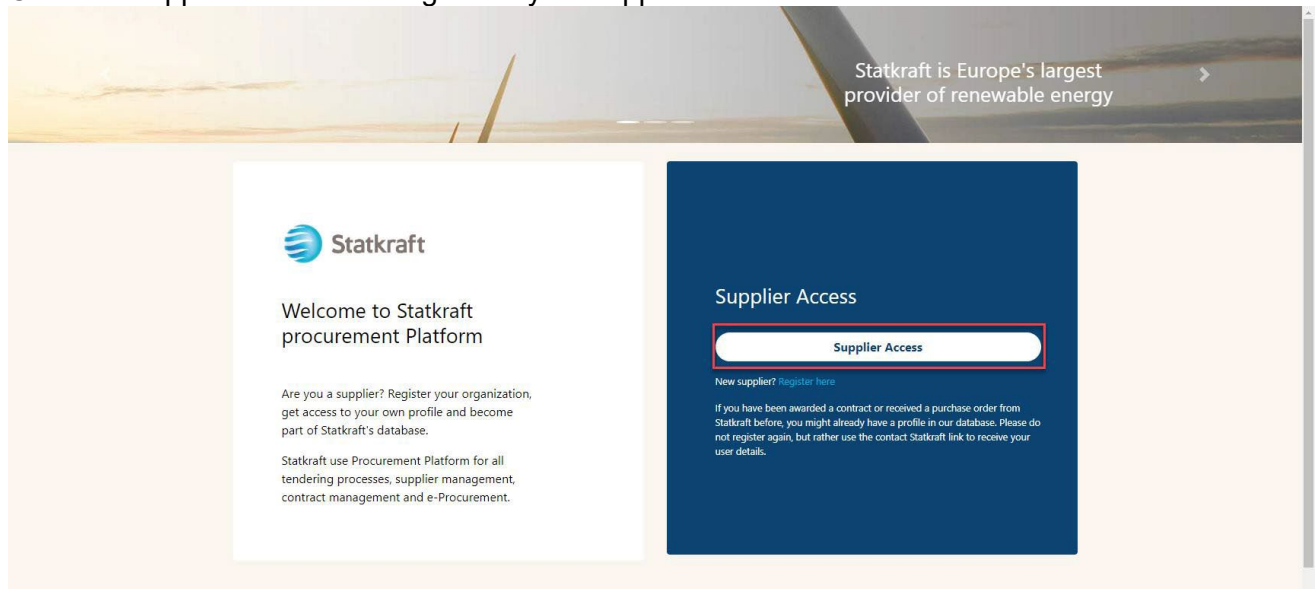 Statkraft is Europe's largest
provider of renewable energy
Statkraft
Welcome to Statkraft
procurement Platform
Are you a supplier? Register your organization,
get access to your own profile and become
part of Statkraft's database.
Statkraft use Procurement Platform for all
tendering processes, supplier management,
contract management and e-Procurement.
Supplier Access
Supplier Access
New supplier? Register here
If you have been awarded a contract or received a purchase order from
Statkraft before, you might already have a profile in our database. Please do
not register again, but rather use the contact Statkraft link to receive your
user details.